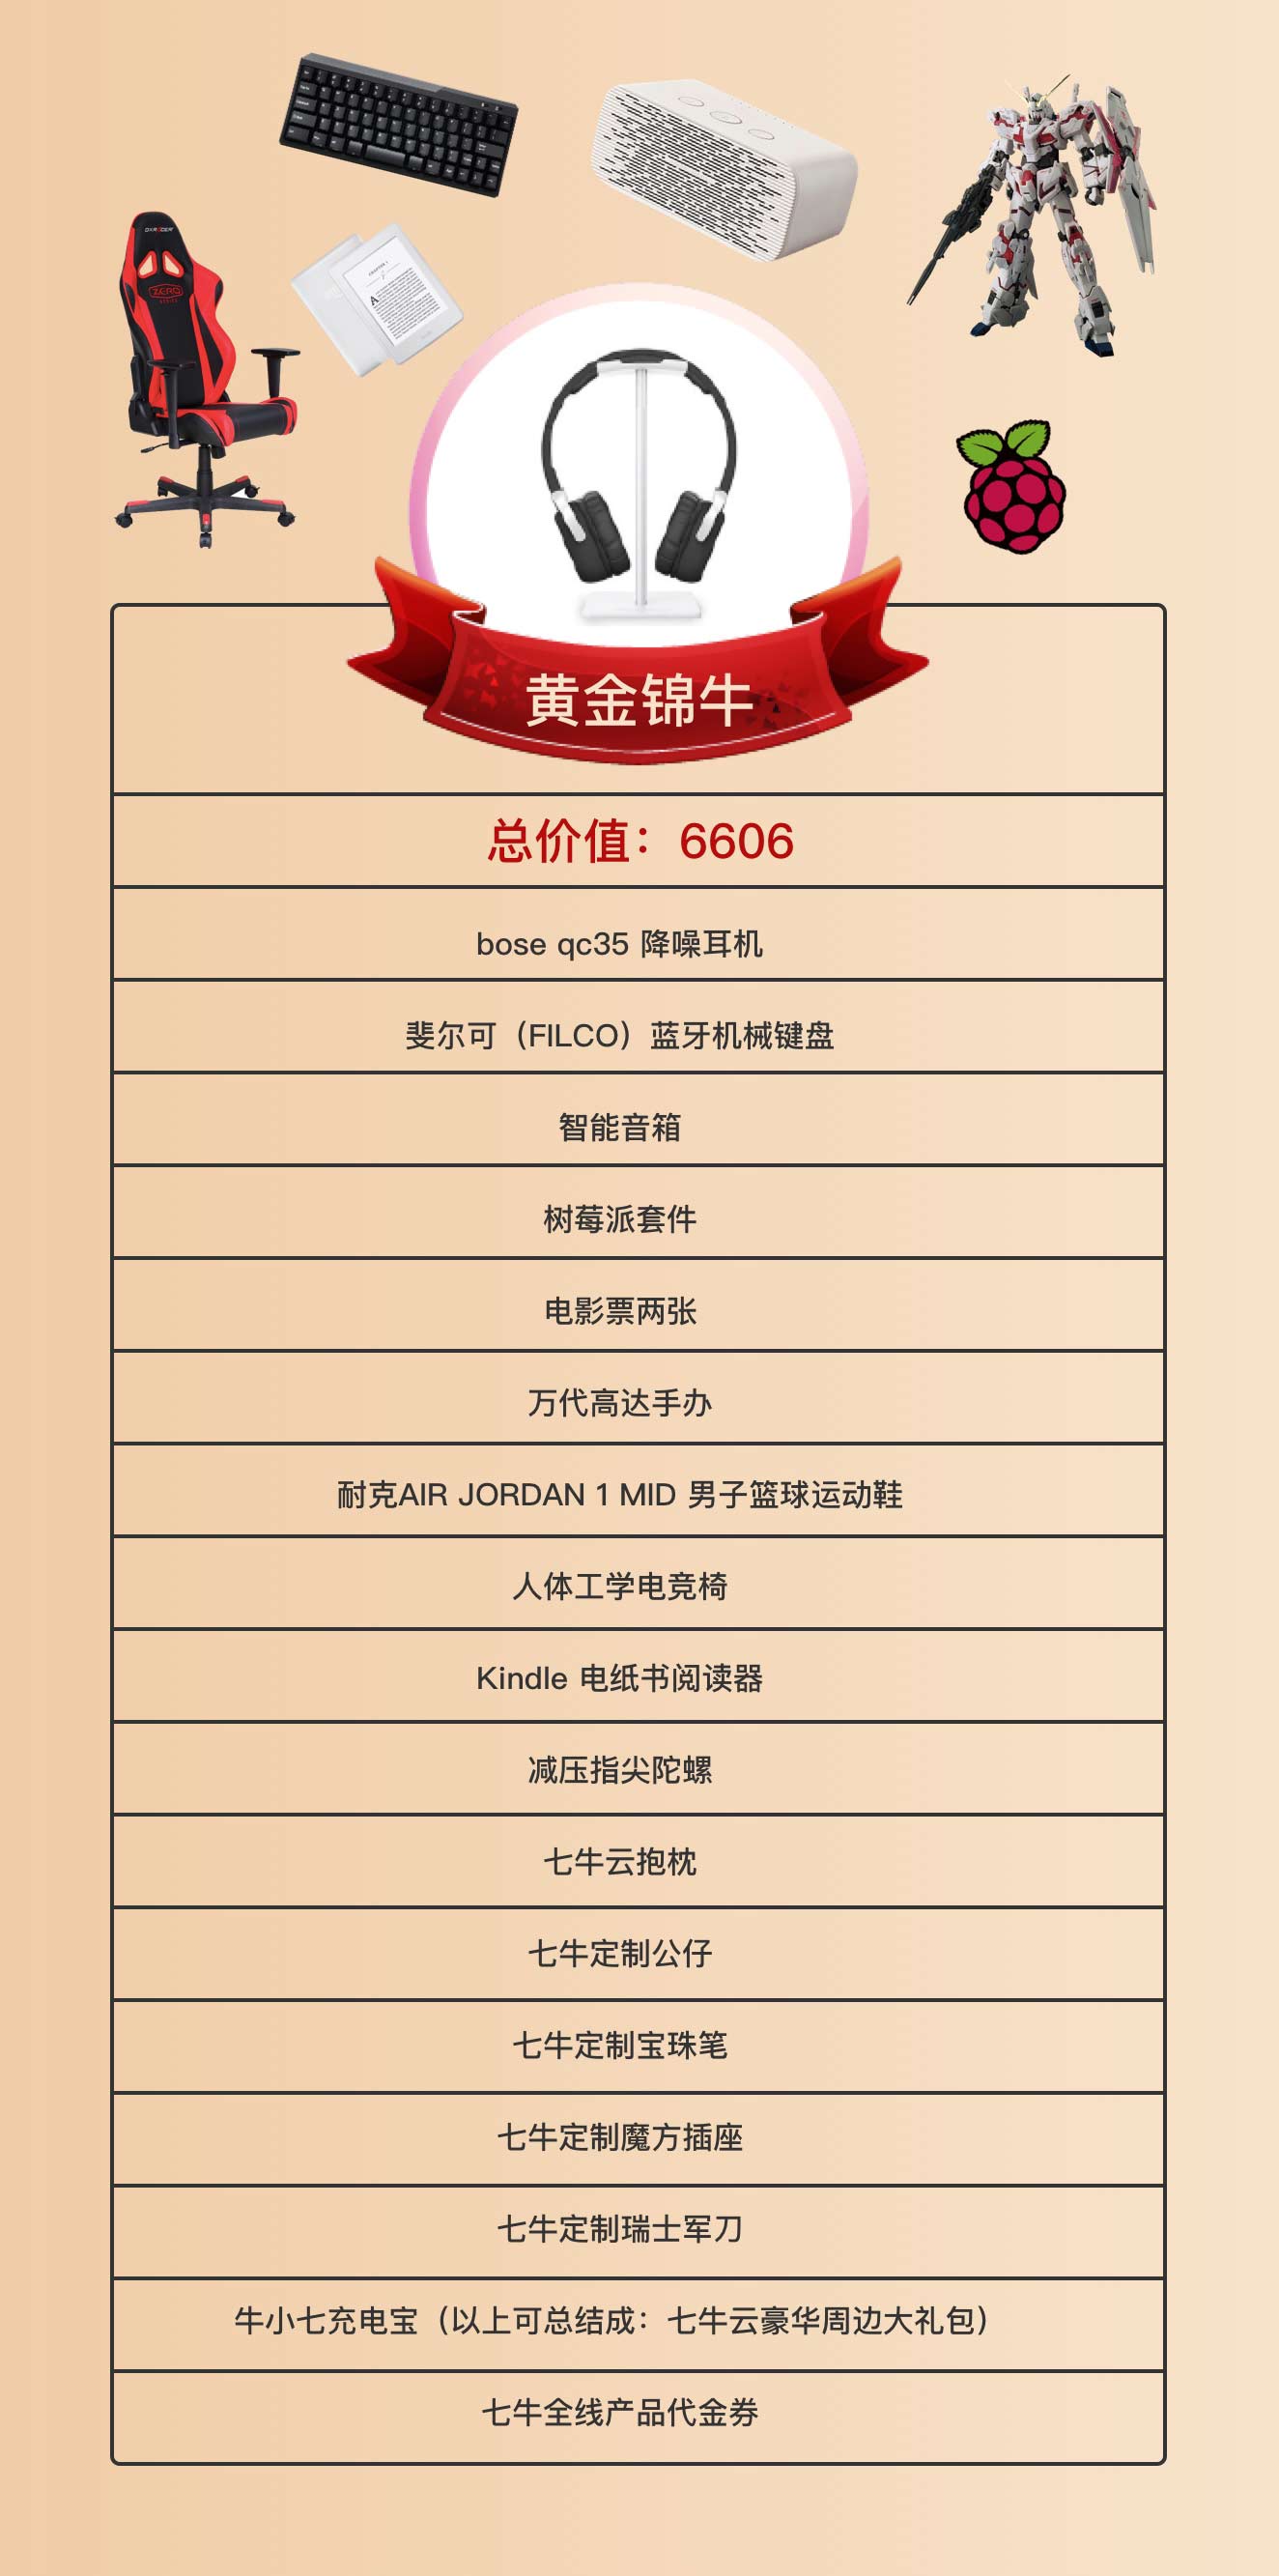 DXRACER
ZERO
SERIES
CHAPTER 1
黄金锦牛
总价值：6606
bose qc35 降噪耳机
斐尔可（FILCO）蓝牙机械键盘
智能音箱
树莓派套件
电影票两张
万代高达手办
耐克AIR JORDAN 1 MID 男子篮球运动鞋
人体工学电竞椅
Kindle 电纸书阅读器
减压指尖陀螺
七牛云抱枕
七牛定制公仔
七牛定制宝珠笔
七牛定制魔方插座
七牛定制瑞士军刀
牛小七充电宝（以上可总结成：七牛云豪华周边大礼包）
七牛全线产品代金券